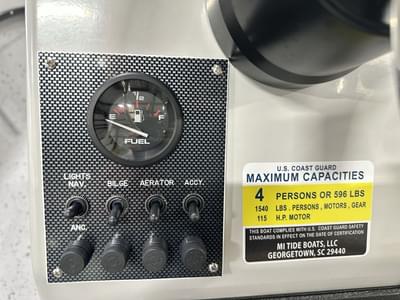 E 1/2 F
FUEL
LIGHTS
NAV. BILGE AERATOR ACCY.
ANC.
U.S. COAST GUARD
MAXIMUM CAPACITIES
4 PERSONS OR 596 LBS
1540 LBS. PERSONS, MOTORS, GEAR
115 H.P. MOTOR
THIS BOAT COMPLIES WITH U.S. COAST GUARD SAFETY
STANDARDS IN EFFECT ON THE DATE OF CERTIFICATION
MI TIDE BOATS, LLC
GEORGETOWN, SC 29440